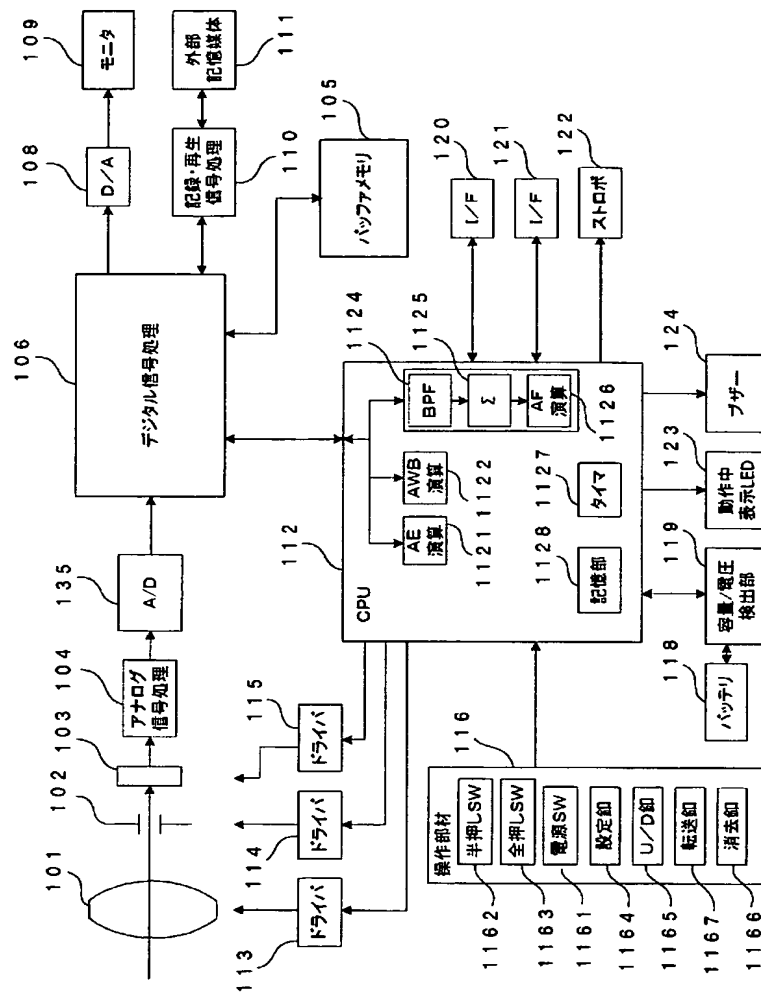 101
102
103
104
アナログ
信号処理
135
A/D
106
デジタル信号処理
108
D/A
109
モニタ
110
記録・再生
信号処理
111
外部
記憶媒体
105
バッファメモリ
113
ドライバ
114
ドライバ
115
ドライバ
112
CPU
AE
演算
1121
AWB
演算
1122
1124
BPF
1125
Σ
AF
演算
1126
1128
記憶部
1127
タイマ
120
I/F
121
I/F
122
ストロボ
116
操作部材
1162
半押しSW
1163
全押しSW
1161
電源SW
1164
設定釦
1165
U/D釦
1167
転送釦
1166
消去釦
118
バッテリ
119
容量/電圧
検出部
123
動作中
表示LED
124
ブザー